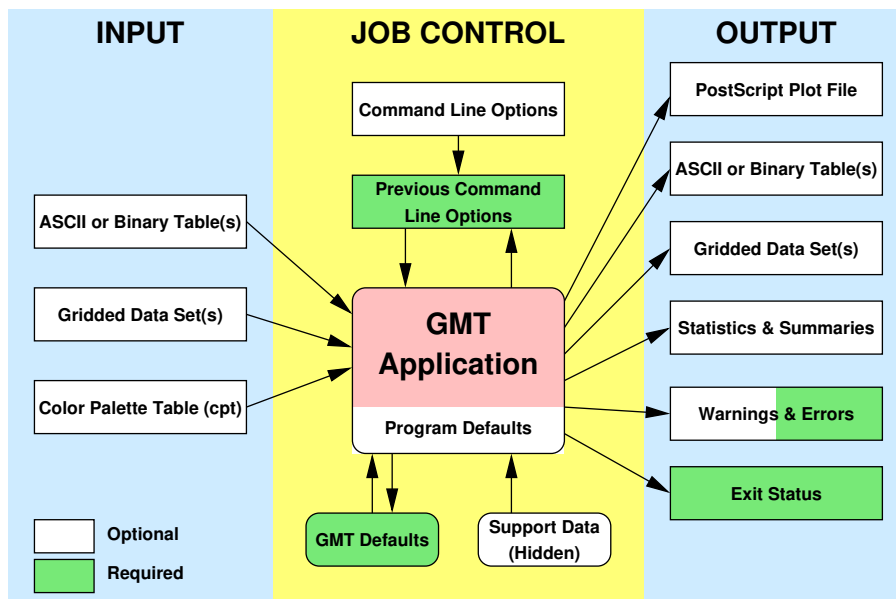 INPUT
JOB CONTROL
OUTPUT
Command Line Options
Previous Command
Line Options
ASCII or Binary Table(s)
Gridded Data Set(s)
Color Palette Table (cpt)
GMT
Application
Program Defaults
GMT Defaults
Support Data
(Hidden)
PostScript Plot File
ASCII or Binary Table(s)
Gridded Data Set(s)
Statistics & Summaries
Warnings & Errors
Exit Status
Optional
Required